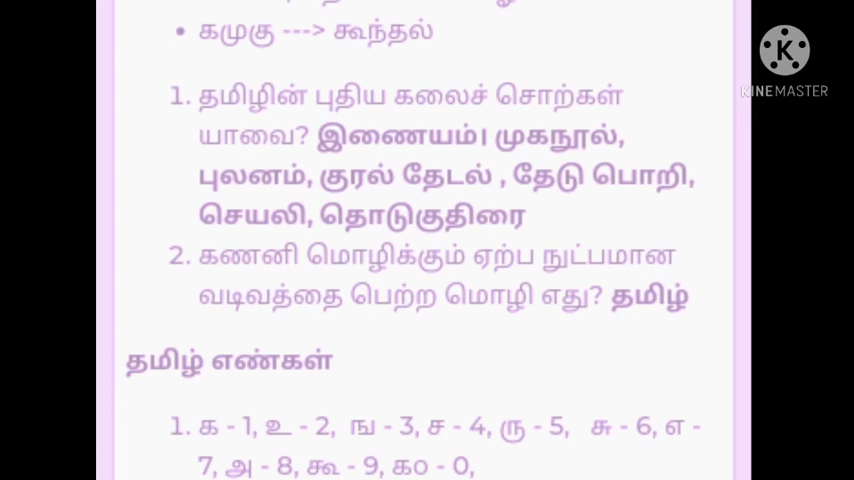 • கமுகு ---> கூந்தல்
KINEMASTER
1. தமிழின் புதிய கலைச் சொற்கள்
யாவை? இணையம்। முகநூல்,
புலனம், குரல் தேடல் , தேடு பொறி,
செயலி, தொடுகுதிரை
2. கணனி மொழிக்கும் ஏற்ப நுட்பமான
வடிவத்தை பெற்ற மொழி எது? தமிழ்
தமிழ் எண்கள்
1. க - 1, உ - 2, ங - 3, ச - 4, ரு - 5, சு - 6, எ -
7, அ - 8, கூ - 9, க௦ - 0,